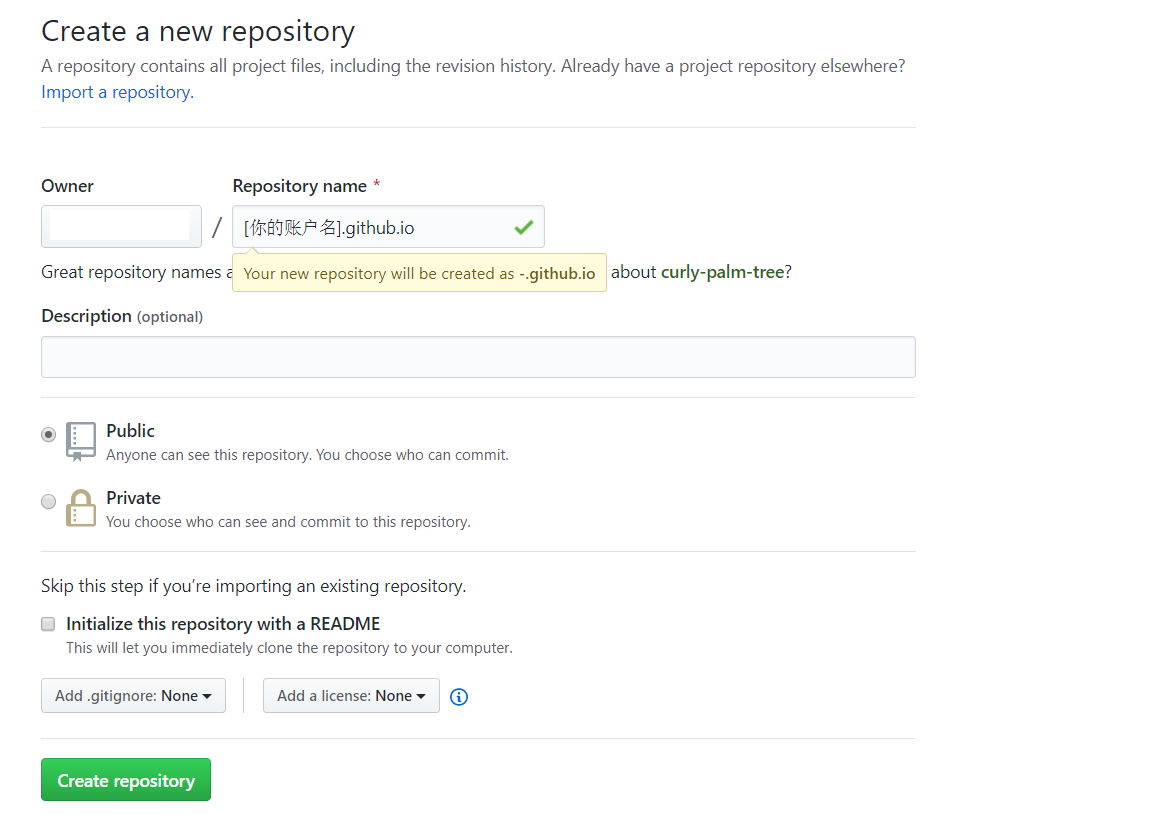 Create a new repository
A repository contains all project files, including the revision history. Already have a project repository elsewhere?
Import a repository.
Owner
Repository name *
/
[你的账户名].github.io
Great repository names a
Your new repository will be created as -.github.io
about curly-palm-tree?
Description (optional)
Public
Anyone can see this repository. You choose who can commit.
Private
You choose who can see and commit to this repository.
Skip this step if you’re importing an existing repository.
Initialize this repository with a README
This will let you immediately clone the repository to your computer.
Add .gitignore: None
Add a license: None
Create repository